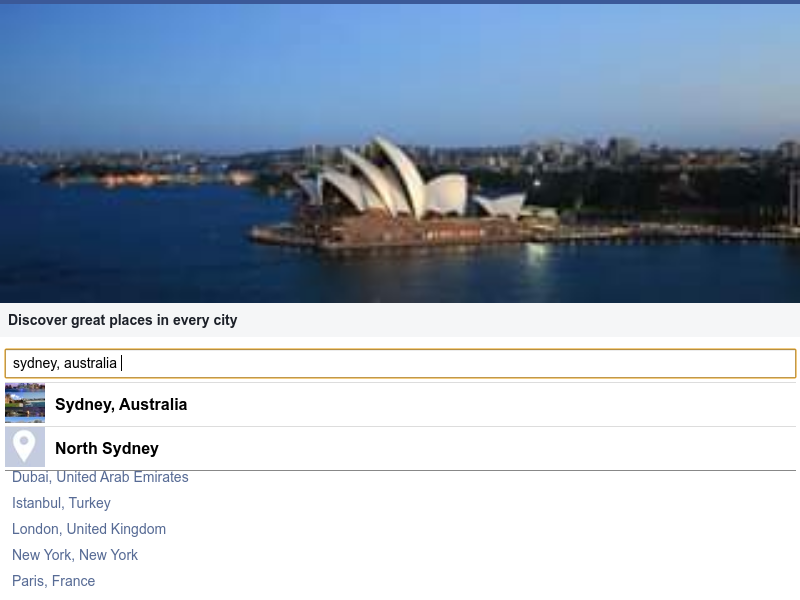 Discover great places in every city
sydney, australia
Sydney, Australia
North Sydney
Dubai, United Arab Emirates
Istanbul, Turkey
London, United Kingdom
New York, New York
Paris, France